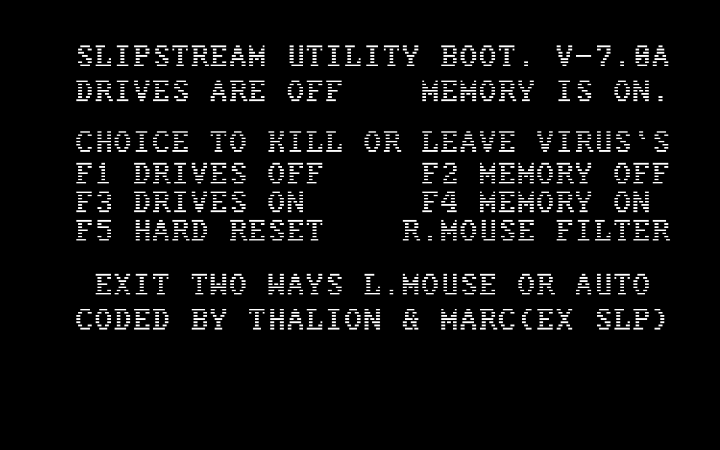 SLIPSTREAM UTILITY BOOT. V-7.0A
DRIVES ARE OFF MEMORY IS ON.
CHOICE TO KILL OR LEAVE VIRUS'S
F1 DRIVES OFF F2 MEMORY OFF
F3 DRIVES ON F4 MEMORY ON
F5 HARD RESET R.MOUSE FILTER
EXIT TWO WAYS L.MOUSE OR AUTO
CODED BY THALION & MARC(EX SLP)